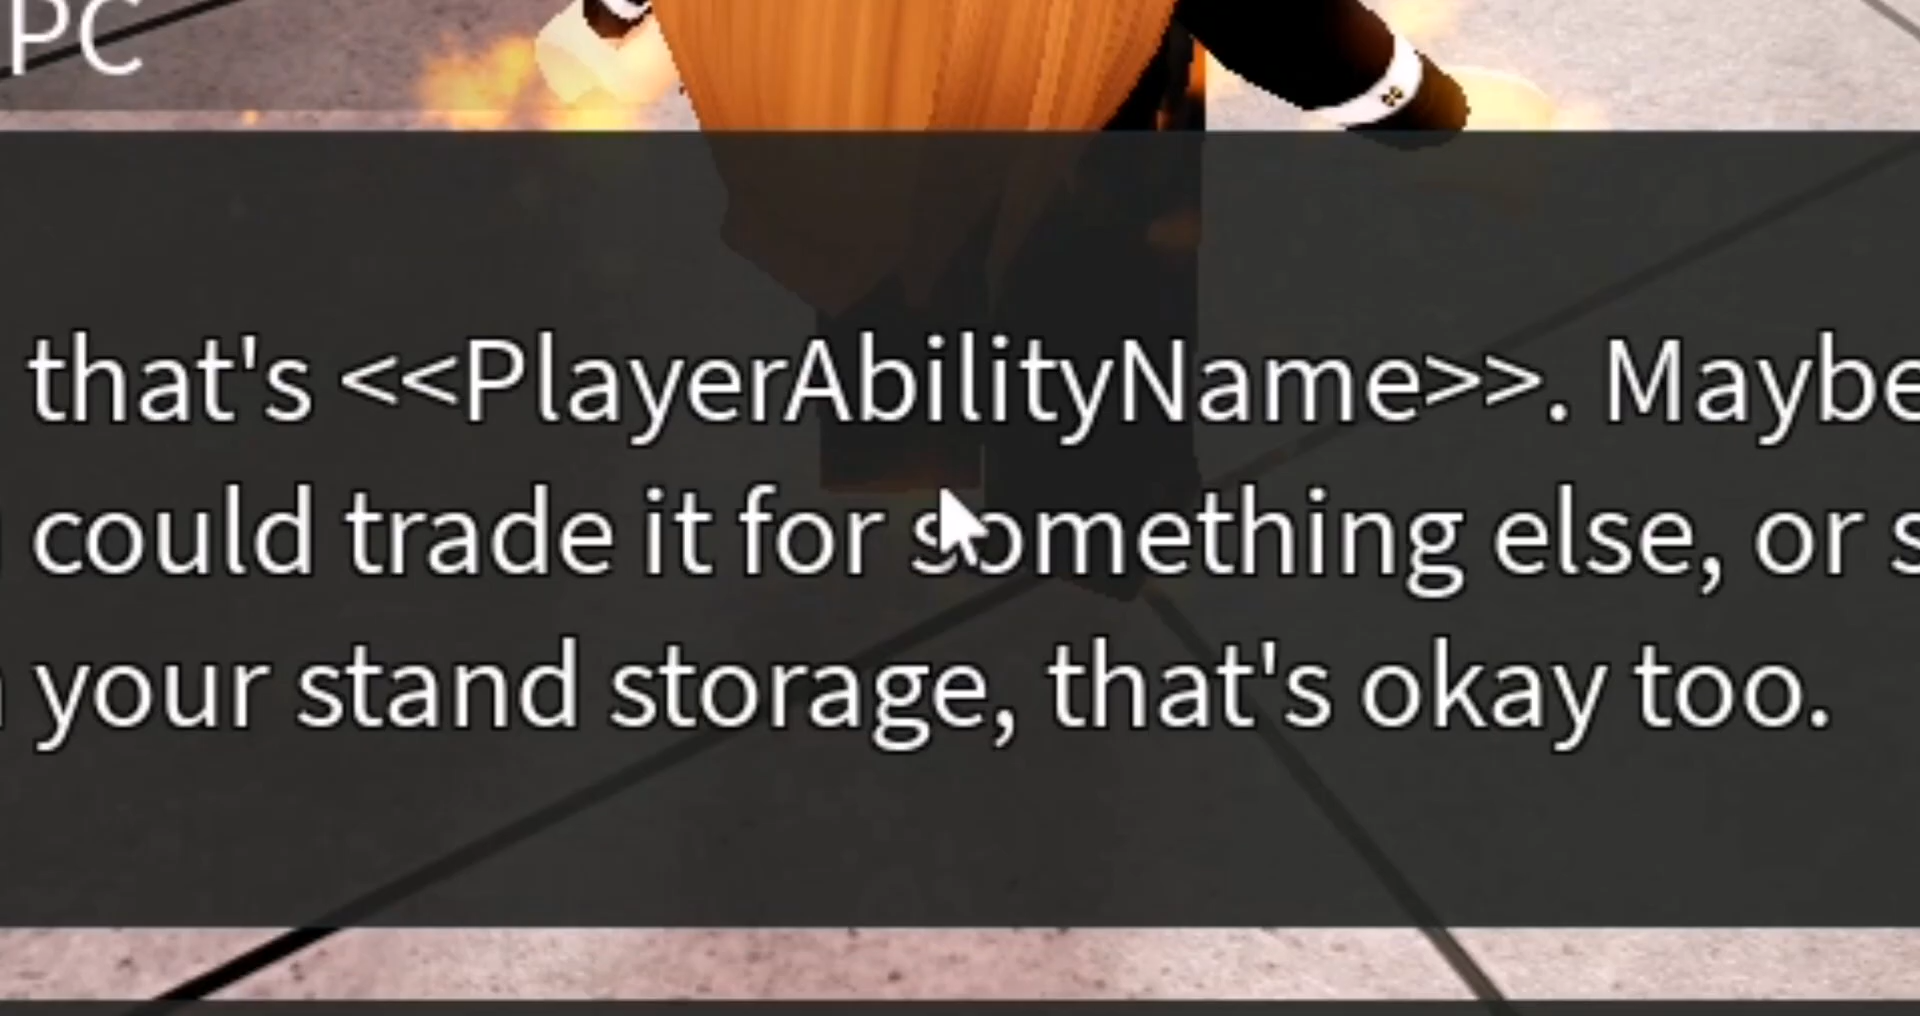 PC
that's <<PlayerAbilityName>>. Maybe
could trade it for something else, or
your stand storage, that's okay too.